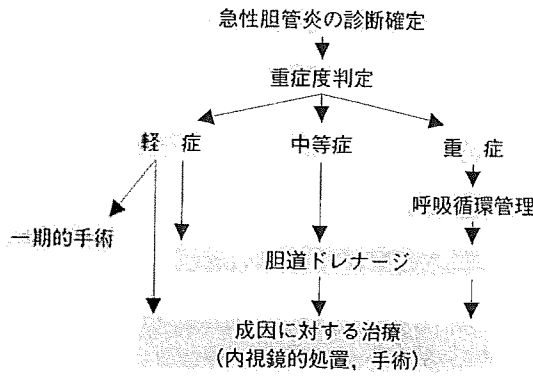 急性胆管炎の診断確定
重症度判定
軽 症
中等症
重 症
呼吸循環管理
一期的手術
胆道ドレナージ
成因に対する治療
(内視鏡的処置,手術)